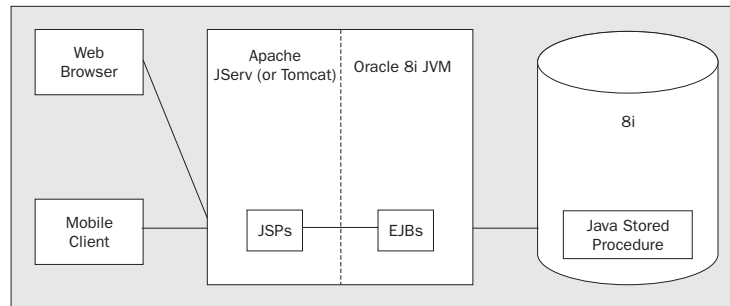 Web
Browser
Apache
JServ (or Tomcat)
Oracle 8i JVM
8i
Mobile
Client
JSPs
EJBs
Java Stored
Procedure